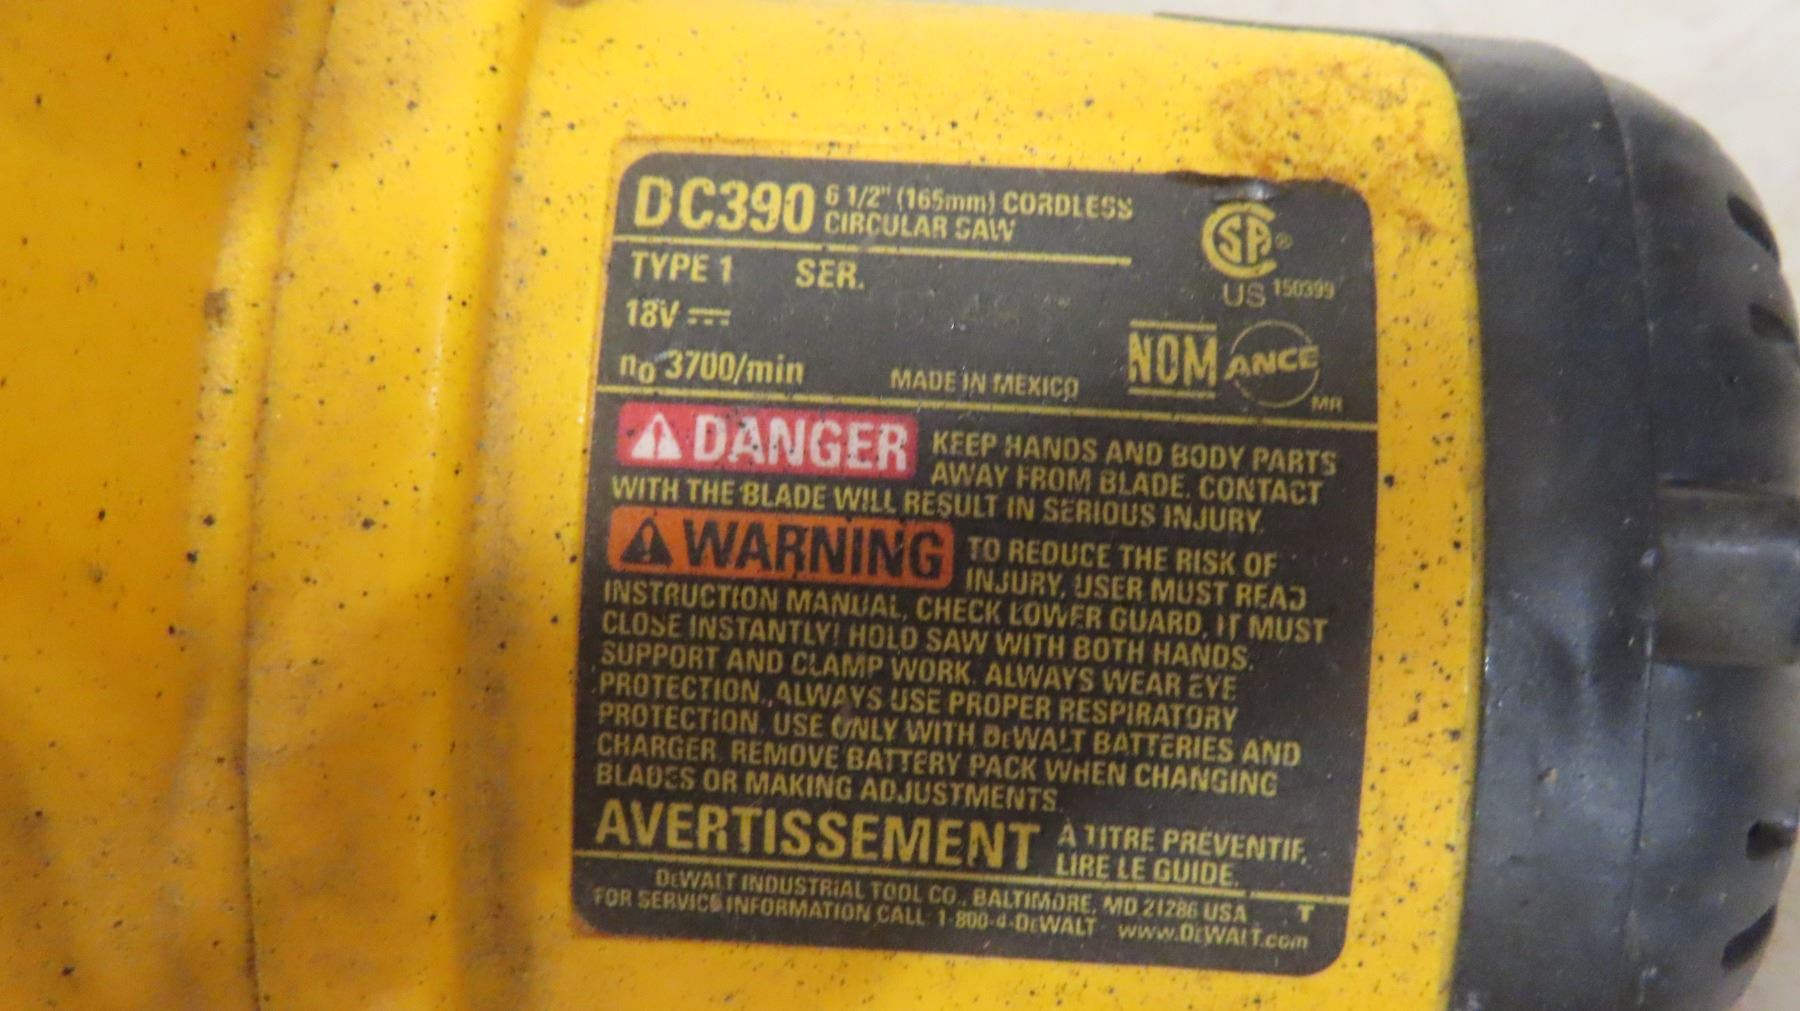 DC390 6 1/2" (165mm) CORDLESS
CIRCULAR SAW
TYPE 1 SER.
18V
no 3700/min MADE IN MEXICO
SA® US 150399
NOM ANCE MR
DANGER KEEP HANDS AND BODY PARTS
AWAY FROM BLADE. CONTACT
WITH THE BLADE WILL RESULT IN SERIOUS INJURY.
WARNING TO REDUCE THE RISK OF
INJURY, USER MUST READ
INSTRUCTION MANUAL, CHECK LOWER GUARD, IT MUST
CLOSE INSTANTLY! HOLD SAW WITH BOTH HANDS.
SUPPORT AND CLAMP WORK. ALWAYS WEAR EYE
PROTECTION. ALWAYS USE PROPER RESPIRATORY
PROTECTION. USE ONLY WITH DEWALT BATTERIES AND
CHARGER. REMOVE BATTERY PACK WHEN CHANGING
BLADES OR MAKING ADJUSTMENTS.
AVERTISSEMENT À TITRE PRÉVENTIF,
LIRE LE GUIDE.
DEWALT INDUSTRIAL TOOL CO., BALTIMORE, MD 21286 USA T
FOR SERVICE INFORMATION CALL 1-800-4-DEWALT www.DEWALT.com